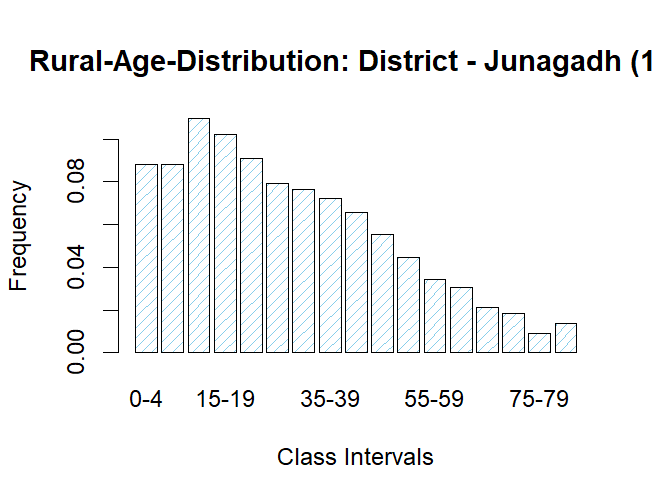 Rural-Age-Distribution: District - Junagadh (1
Frequency
0.08
0.04
0.00
0-4 15-19 35-39 55-59 75-79
Class Intervals